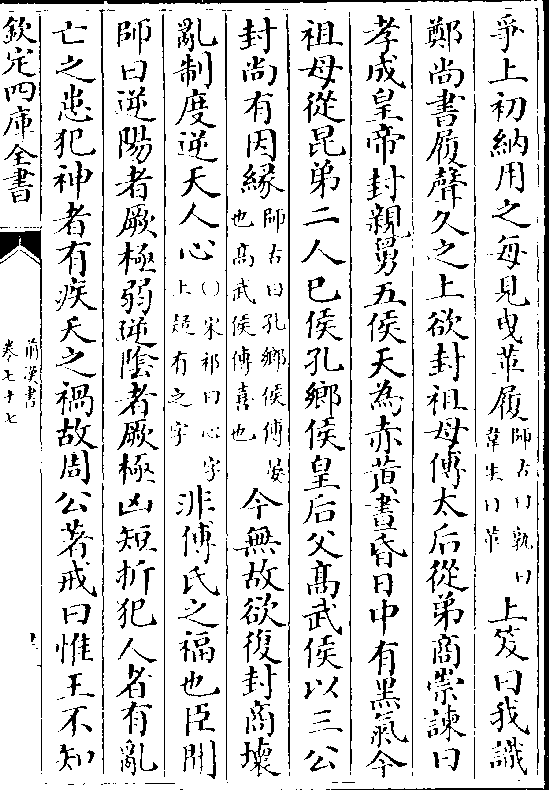 爭上初納用之每見曳革履師古曰孰曰韋生曰革上笑曰我識
鄭尚書履聲久之上欲封祖母傅太后從弟商崇諫曰
孝成皇帝封親舅五侯天為赤黃晝昏日中有黑氣今
祖母從昆弟二人已侯孔鄉侯皇后父高武侯以三公
封尚有因緣師古曰孔鄉侯傅晏也高武侯傅喜也今無故欲復封商壞
亂制度逆天人心〇宋祁曰心字上疑有之字非傅氏之福也臣聞
師曰逆陽者厥極弱逆陰者厥極凶短折犯人者有亂
亡之患犯神者有疾夭之禍故周公著戒曰惟王不知
欽定四庫全書
前漢書
卷七十七